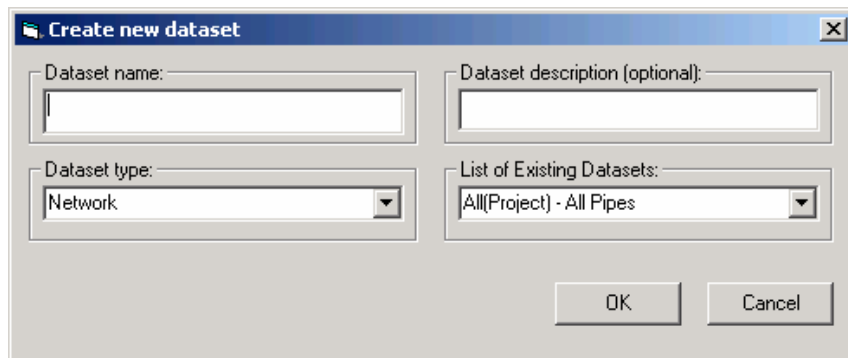 Create new dataset
Dataset name:
Dataset description (optional):
Dataset type:
Network
List of Existing Datasets:
All(Project) - All Pipes
OK
Cancel